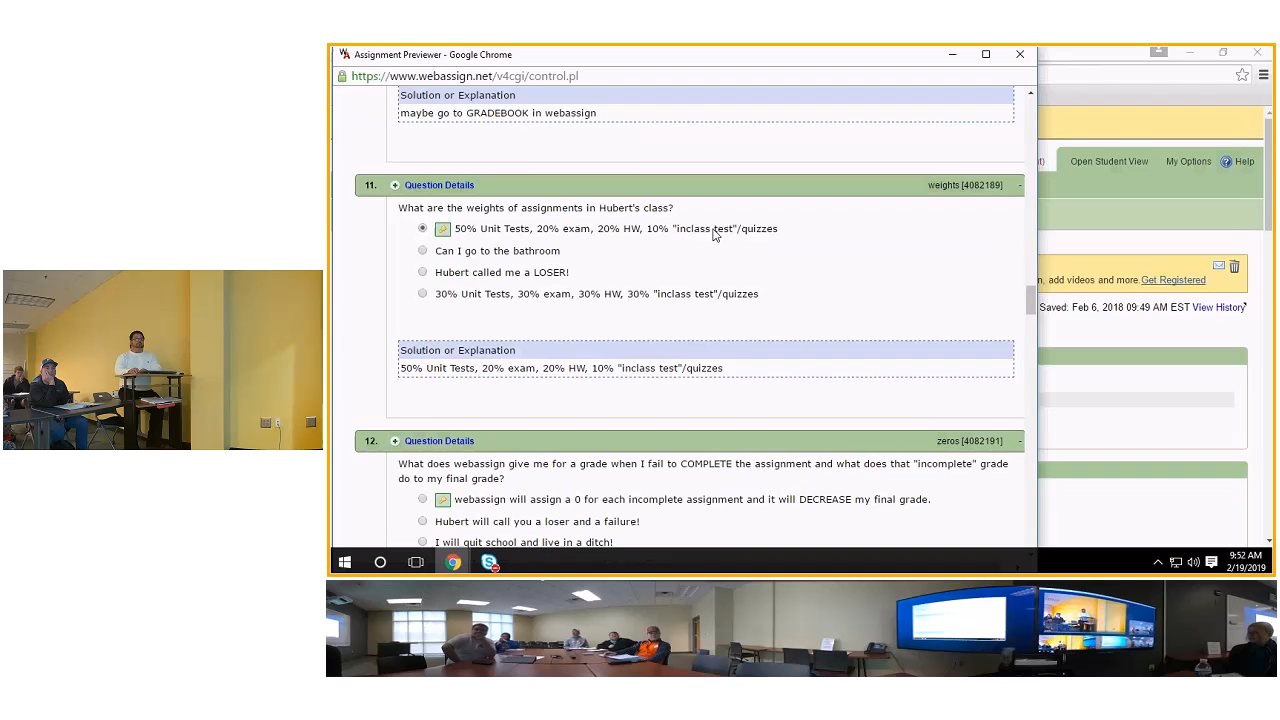 Assignment Previewer - Google Chrome
https://www.webassign.net/v4cgi/control.pl
Solution or Explanation
maybe go to GRADEBOOK in webassign
Open Student View My Options Help
11. Question Details weights [4082189] -
What are the weights of assignments in Hubert's class?
50% Unit Tests, 20% exam, 20% HW, 10% "inclass test"/quizzes
Can I go to the bathroom
Hubert called me a LOSER!
30% Unit Tests, 30% exam, 30% HW, 30% "inclass test"/quizzes
n, add videos and more. Get Registered
Saved: Feb 6, 2018 09:49 AM EST View History
Solution or Explanation
50% Unit Tests, 20% exam, 20% HW, 10% "inclass test"/quizzes
12. Question Details zeros [4082191] -
What does webassign give me for a grade when I fail to COMPLETE the assignment and what does that "incomplete" grade
do to my final grade?
webassign will assign a 0 for each incomplete assignment and it will DECREASE my final grade.
Hubert will call you a loser and a failure!
I will quit school and live in a ditch!
9:52 AM
2/19/2019